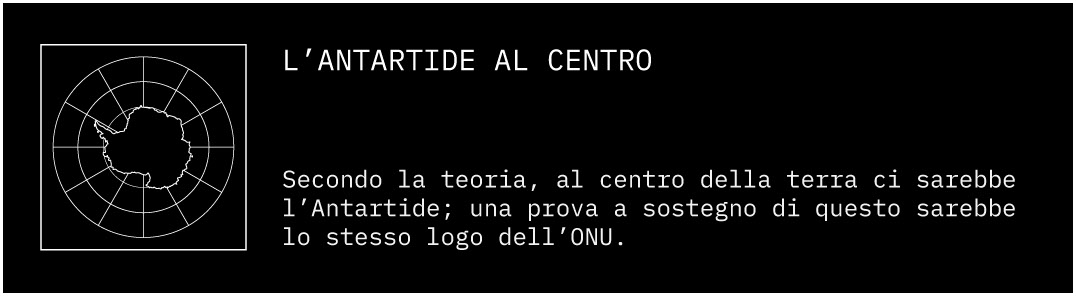 L’ANTARTIDE AL CENTRO
Secondo la teoria, al centro della terra ci sarebbe
l’Antartide; una prova a sostegno di questo sarebbe
lo stesso logo dell’ONU.